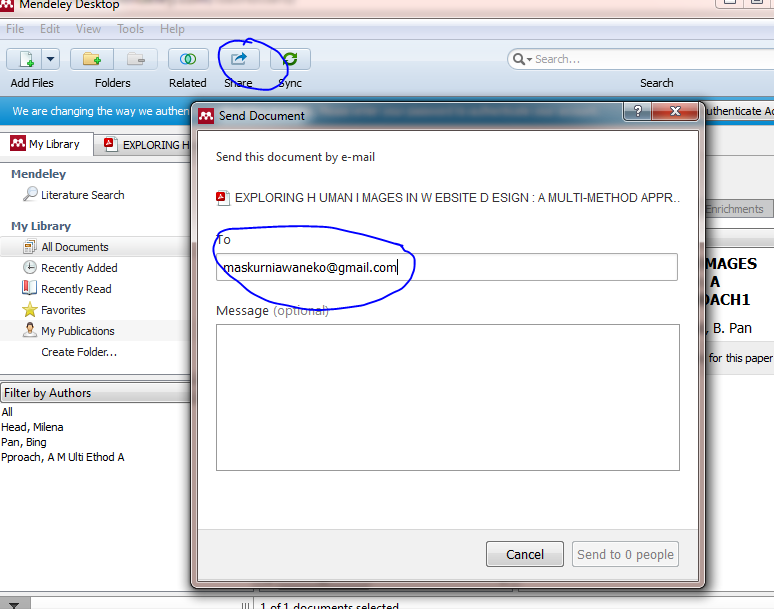 Mendeley Desktop
File Edit View Tools Help
Add Files Folders Related Share Sync
Search...
Search
We are changing the way we authen
uthenticate Ac
My Library EXPLORING H
Mendeley
Literature Search
My Library
All Documents
Recently Added
Recently Read
Favorites
My Publications
Create Folder...
Filter by Authors
All
Head, Milena
Pan, Bing
Pproach, A M Ulti Ethod A
Send Document
?
Send this document by e-mail
EXPLORING H UMAN I MAGES IN W EBSITE D ESIGN : A MULTI-METHOD APPR..
To
maskurniawaneko@gmail.com
Message (optional)
Cancel Send to 0 people
Enrichments
MAGES
A
OACH1
, B. Pan
for this paper
1 of 1 documents selected